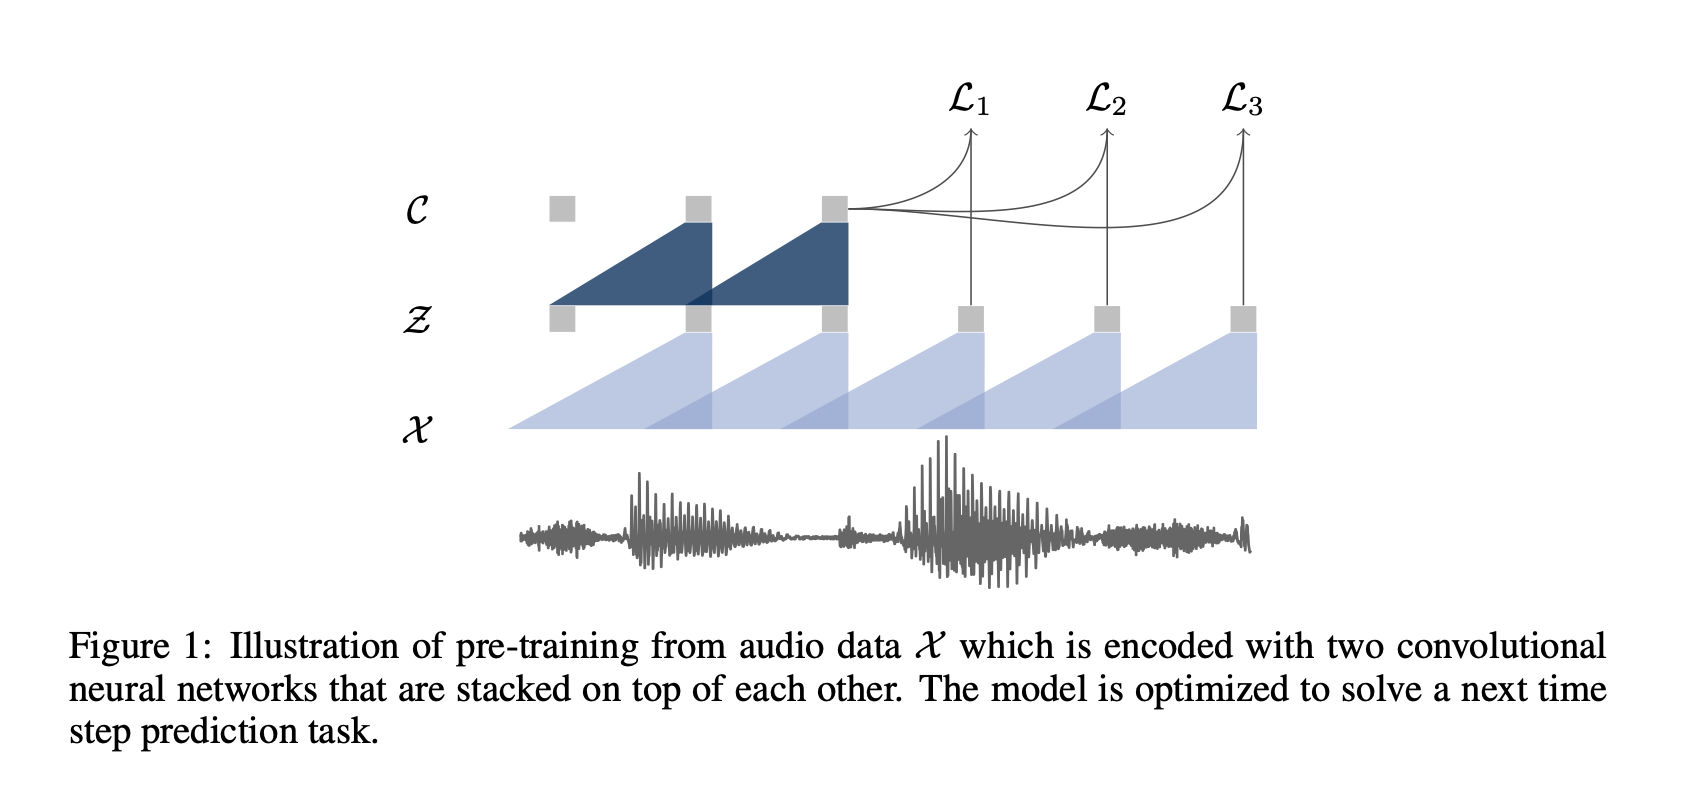 ℒ₁ ℒ₂ ℒ₃
𝒞
𝒵
𝒳
Figure 1: Illustration of pre-training from audio data 𝒳 which is encoded with two convolutional
neural networks that are stacked on top of each other. The model is optimized to solve a next time
step prediction task.